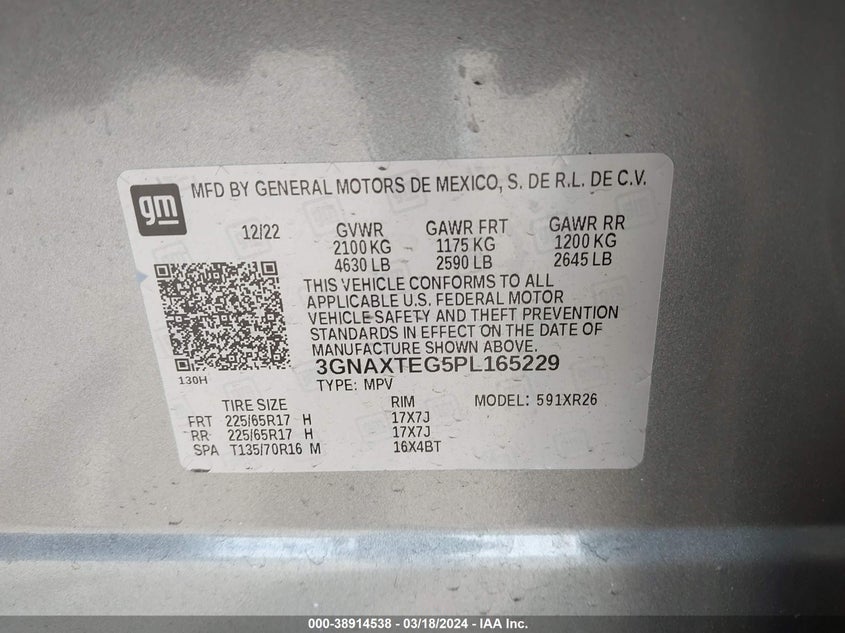 gm
MFD BY GENERAL MOTORS DE MEXICO, S. DE R.L. DE C.V.
12/22 GVWR GAWR FRT GAWR RR
2100 KG 1175 KG 1200 KG
4630 LB 2590 LB 2645 LB
THIS VEHICLE CONFORMS TO ALL
APPLICABLE U.S. FEDERAL MOTOR
VEHICLE SAFETY AND THEFT PREVENTION
STANDARDS IN EFFECT ON THE DATE OF
MANUFACTURE SHOWN ABOVE.
3GNAXTEG5PL165229
130H
TYPE: MPV
TIRE SIZE RIM MODEL: 591XR26
FRT 225/65R17 H 17X7J
RR 225/65R17 H 17X7J
SPA T135/70R16 M 16X4BT
000-38914538 - 03/18/2024 - IAA Inc.